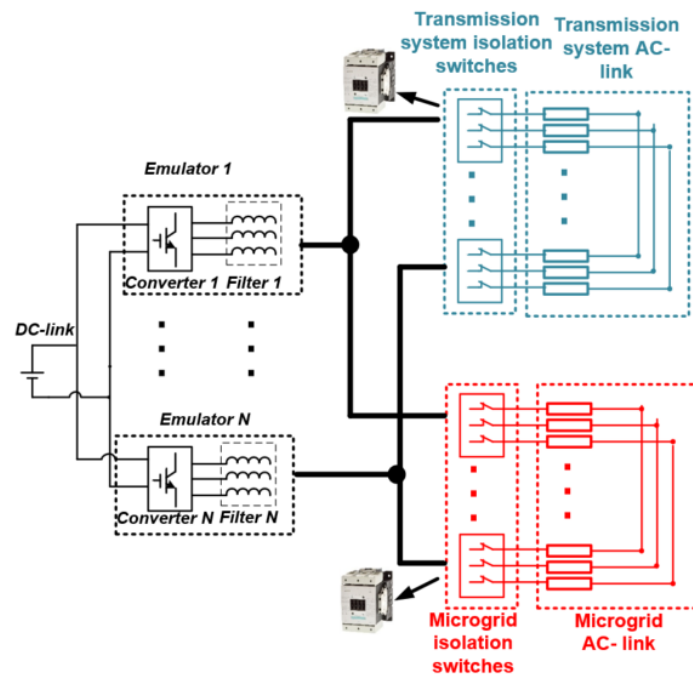 Transmission
system isolation
switches
Transmission
system AC-
link
Emulator 1
Converter 1 Filter 1
DC-link
Emulator N
Converter N Filter N
Microgrid
isolation
switches
Microgrid
AC- link